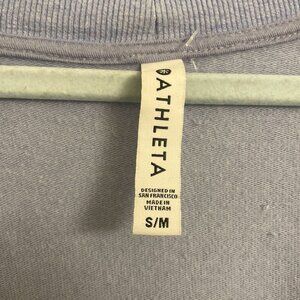 ATHLETA
DESIGNED IN
SAN FRANCISCO
MADE IN
VIETNAM
S/M